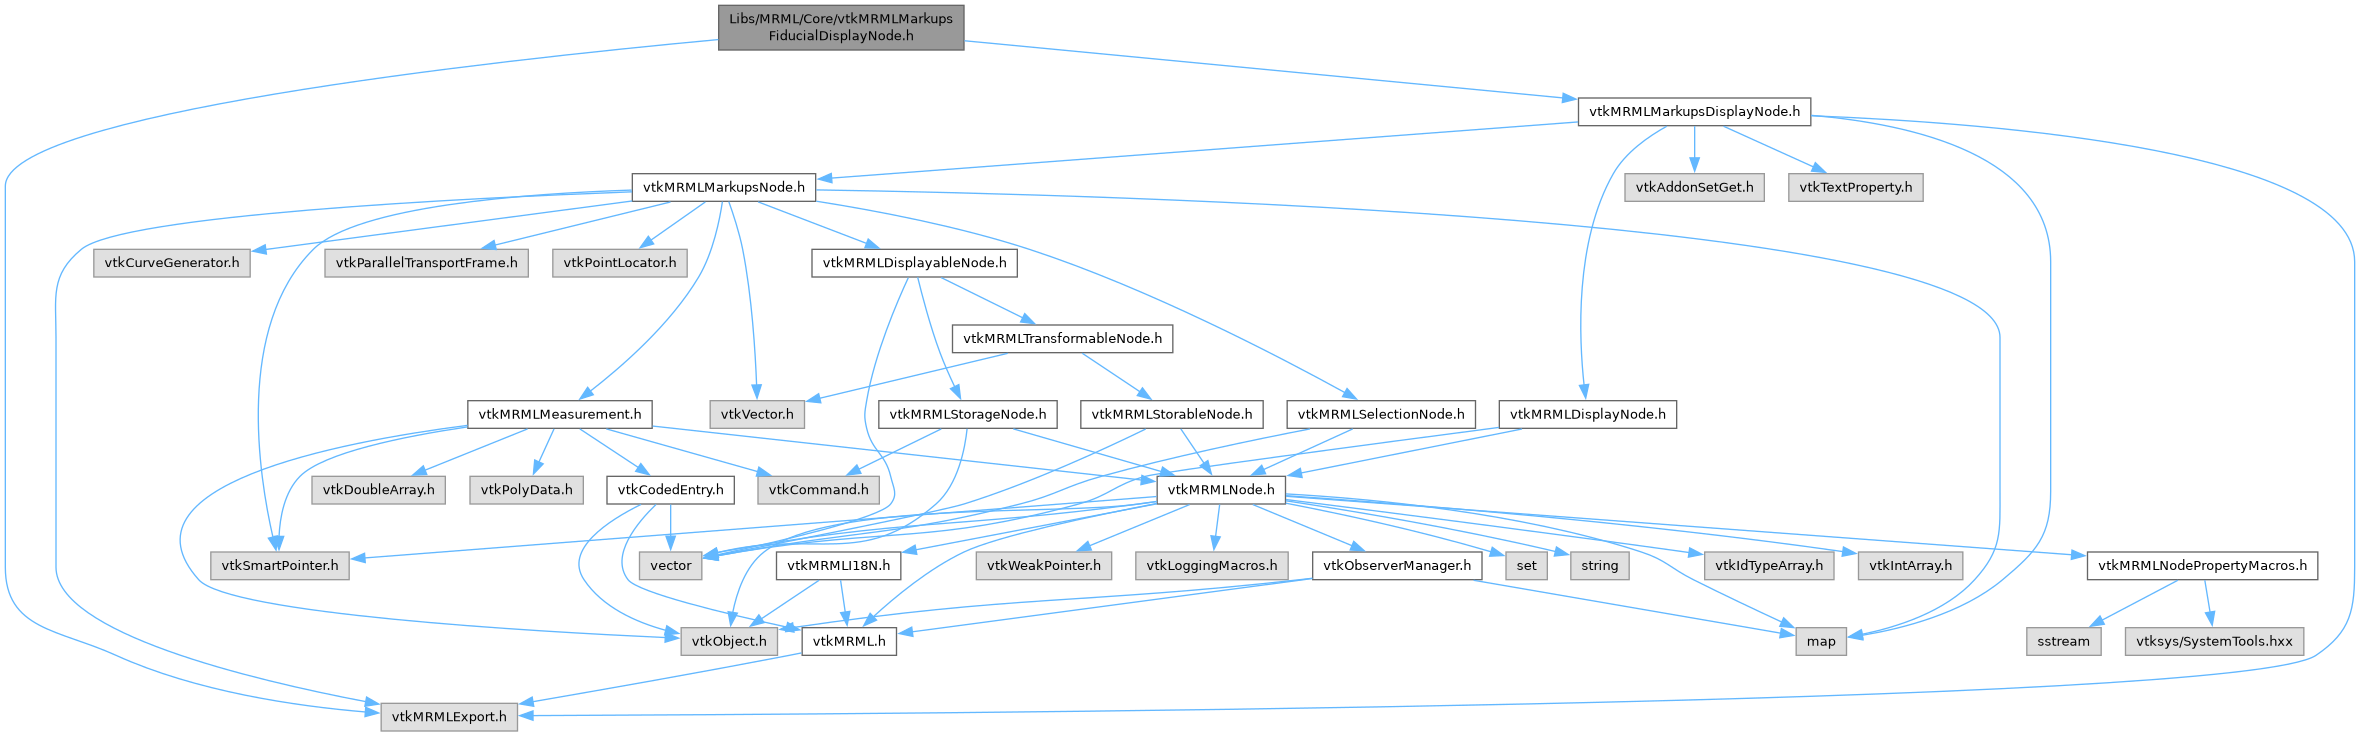 Libs/MRML/Core/vtkMRMLMarkups
FiducialDisplayNode.h
vtkMRMLMarkupsDisplayNode.h
vtkMRMLMarkupsNode.h
vtkAddonSetGet.h
vtkTextProperty.h
vtkCurveGenerator.h
vtkParallelTransportFrame.h
vtkPointLocator.h
vtkMRMLDisplayableNode.h
vtkMRMLTransformableNode.h
vtkMRMLMeasurement.h
vtkVector.h
vtkMRMLStorageNode.h
vtkMRMLStorableNode.h
vtkMRMLSelectionNode.h
vtkMRMLDisplayNode.h
vtkDoubleArray.h
vtkPolyData.h
vtkCodedEntry.h
vtkCommand.h
vtkMRMLNode.h
vtkSmartPointer.h
vector
vtkMRMLI18N.h
vtkWeakPointer.h
vtkLoggingMacros.h
vtkObserverManager.h
set
string
vtkIdTypeArray.h
vtkIntArray.h
vtkMRMLNodePropertyMacros.h
vtkObject.h
vtkMRML.h
map
sstream
vtksys/SystemTools.hxx
vtkMRMLExport.h